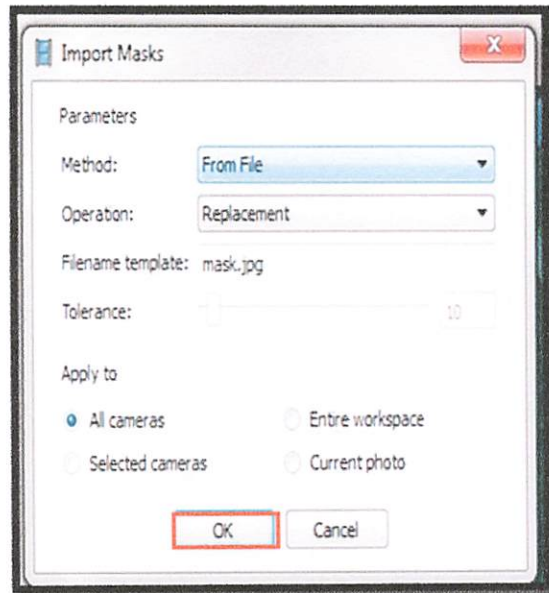 Import Masks
Parameters
Method: From File
Operation: Replacement
Filename template: mask.jpg
Tolerance: 10
Apply to
All cameras Entire workspace
Selected cameras Current photo
OK Cancel